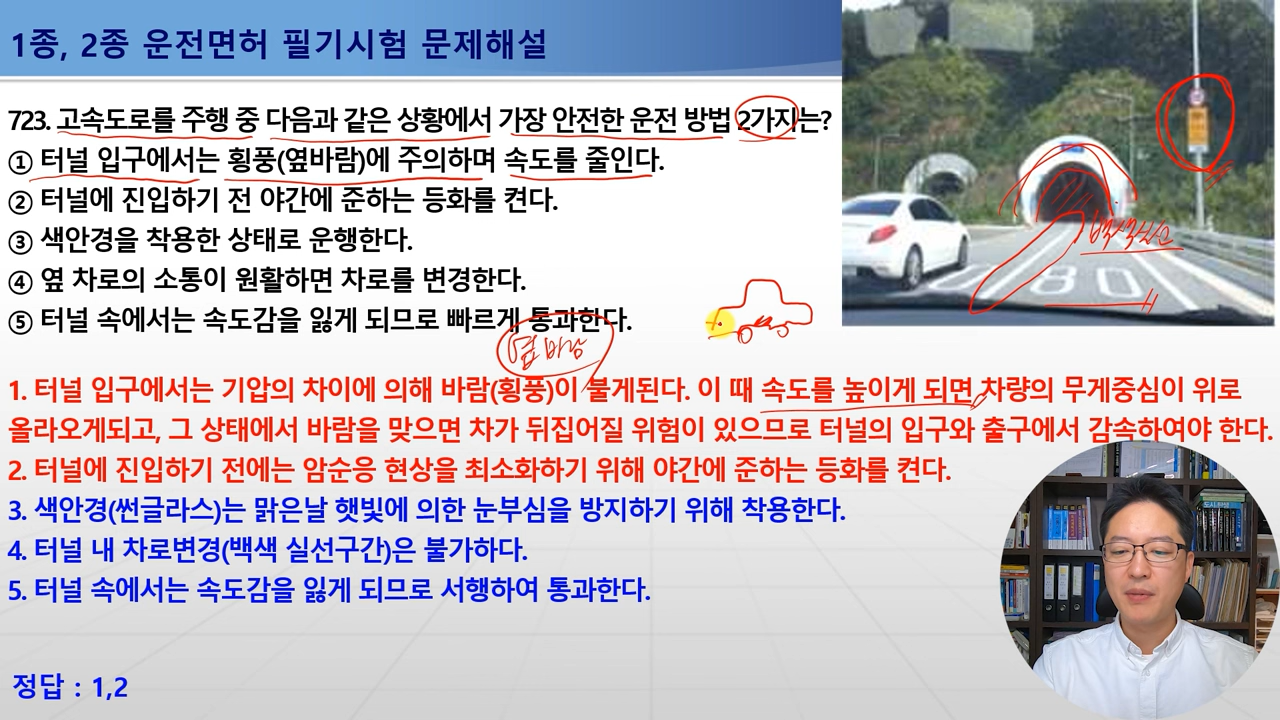 1종, 2종 운전면허 필기시험 문제해설
723. 고속도로를 주행 중 다음과 같은 상황에서 가장 안전한 운전 방법 2가지는?
① 터널 입구에서는 횡풍(옆바람)에 주의하며 속도를 줄인다.
② 터널에 진입하기 전 야간에 준하는 등화를 켠다.
③ 색안경을 착용한 상태로 운행한다.
④ 옆 차로의 소통이 원활하면 차로를 변경한다.
⑤ 터널 속에서는 속도감을 잃게 되므로 빠르게 통과한다.
옆바람
백색실선
80
1. 터널 입구에서는 기압의 차이에 의해 바람(횡풍)이 불게된다. 이 때 속도를 높이게 되면 차량의 무게중심이 위로
올라오게되고, 그 상태에서 바람을 맞으면 차가 뒤집어질 위험이 있으므로 터널의 입구와 출구에서 감속하여야 한다.
2. 터널에 진입하기 전에는 암순응 현상을 최소화하기 위해 야간에 준하는 등화를 켠다.
3. 색안경(썬글라스)는 맑은날 햇빛에 의한 눈부심을 방지하기 위해 착용한다.
4. 터널 내 차로변경(백색 실선구간)은 불가하다.
5. 터널 속에서는 속도감을 잃게 되므로 서행하여 통과한다.
정답 : 1,2